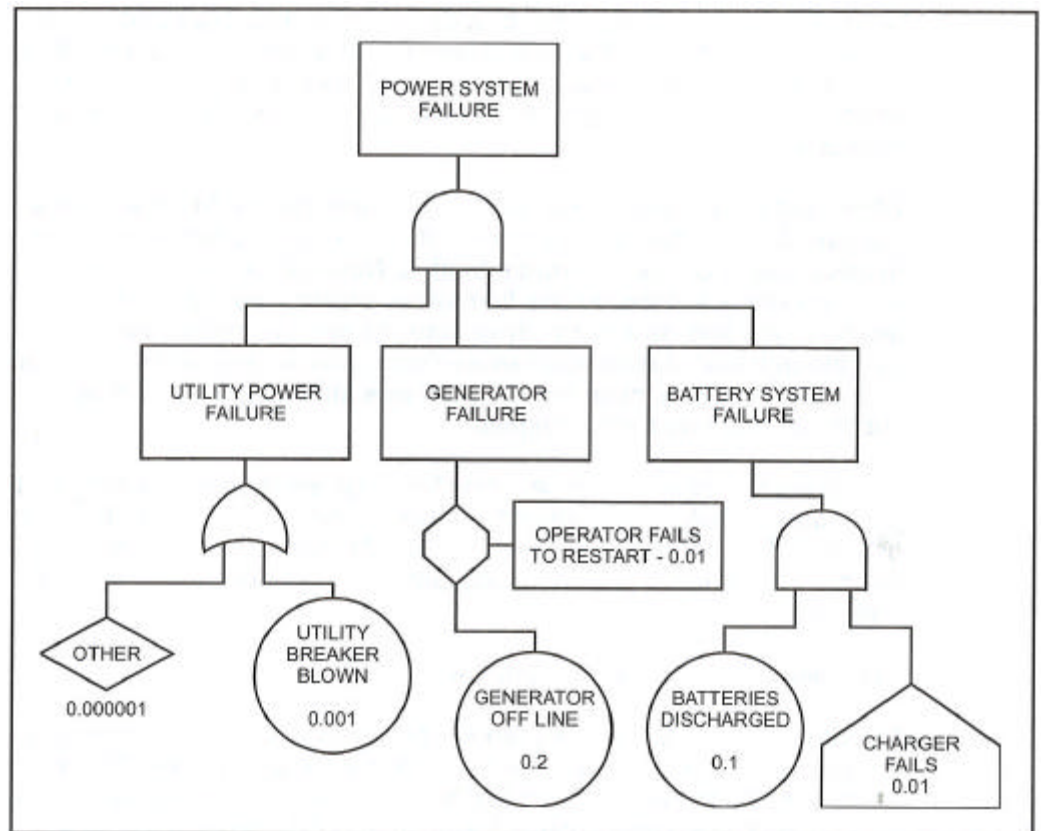 POWER SYSTEM
FAILURE
UTILITY POWER
FAILURE
GENERATOR
FAILURE
BATTERY SYSTEM
FAILURE
OPERATOR FAILS
TO RESTART - 0.01
OTHER
0.000001
UTILITY
BREAKER
BLOWN
0.001
GENERATOR
OFF LINE
0.2
BATTERIES
DISCHARGED
0.1
CHARGER
FAILS
0.01